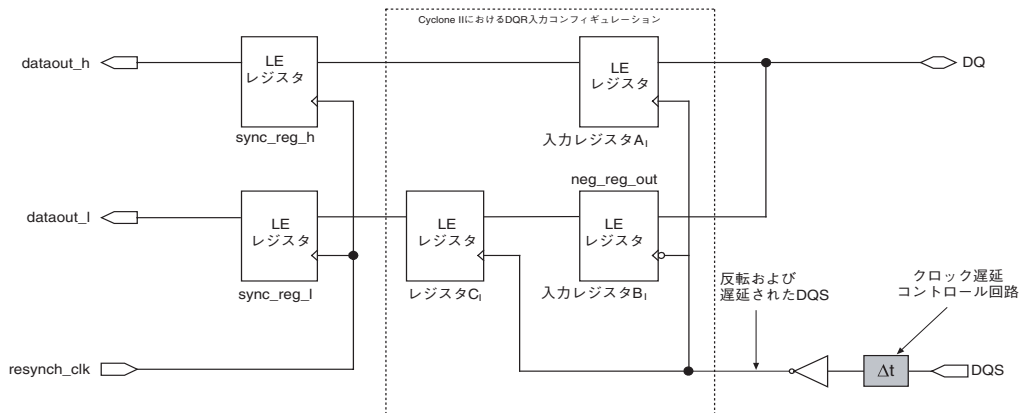 Cyclone IIにおけるDQR入力コンフィギュレーション
dataout_h
LE
レジスタ
sync_reg_h
LE
レジスタ
入力レジスタAI
DQ
neg_reg_out
dataout_l
LE
レジスタ
sync_reg_l
LE
レジスタ
レジスタCI
LE
レジスタ
入力レジスタBI
反転および
遅延されたDQS
クロック遅延
コントロール回路
resynch_clk
Δt
DQS